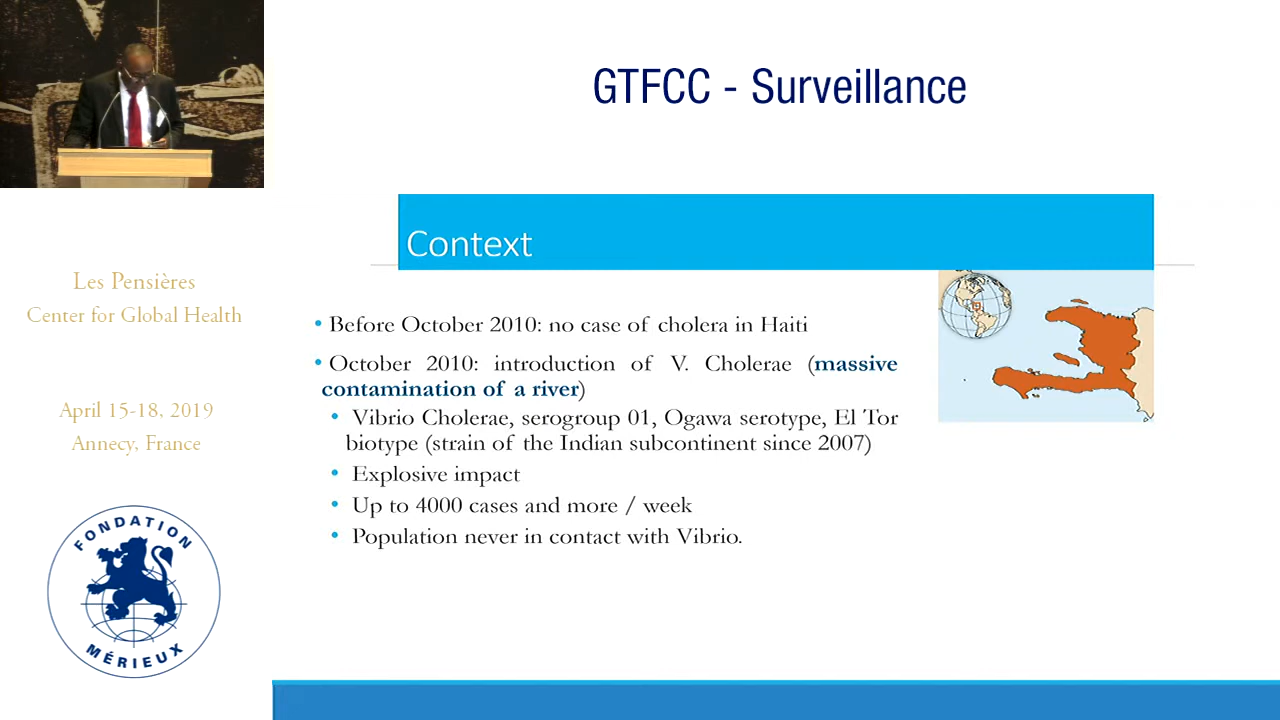 GTFCC - Surveillance
Context
• Before October 2010: no case of cholera in Haiti
• October 2010: introduction of V. Cholerae (massive
contamination of a river)
• Vibrio Cholerae, serogroup 01, Ogawa serotype, El Tor
biotype (strain of the Indian subcontinent since 2007)
• Explosive impact
• Up to 4000 cases and more / week
• Population never in contact with Vibrio.
Les Pensières
Center for Global Health
April 15-18, 2019
Annecy, France
FONDATION
MÉRIEUX